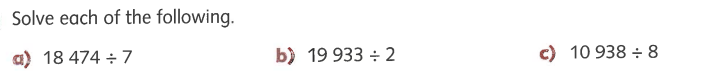 Solve each of the following.
a) 18 474 ÷ 7 b) 19 933 ÷ 2 c) 10 938 ÷ 8